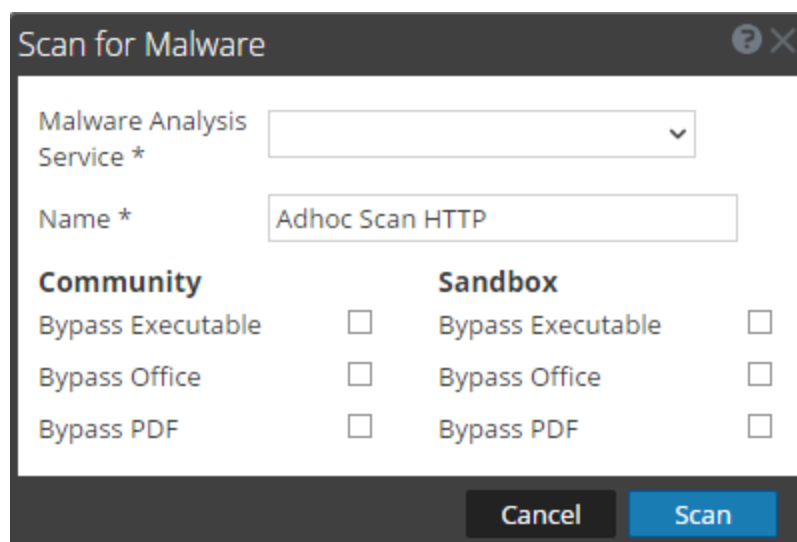 Scan for Malware
Malware Analysis
Service *
Name *
Adhoc Scan HTTP
Community
Sandbox
Bypass Executable
Bypass Executable
Bypass Office
Bypass Office
Bypass PDF
Bypass PDF
Cancel
Scan